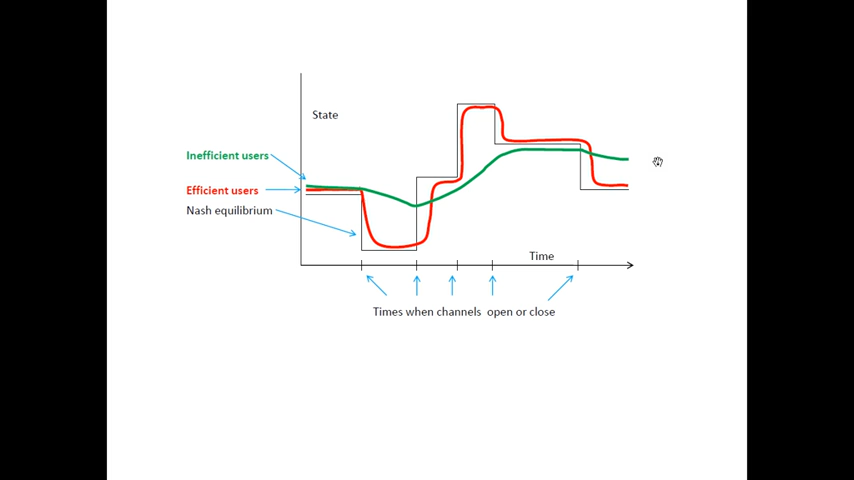 State
Inefficient users
Efficient users
Nash equilibrium
Time
Times when channels open or close